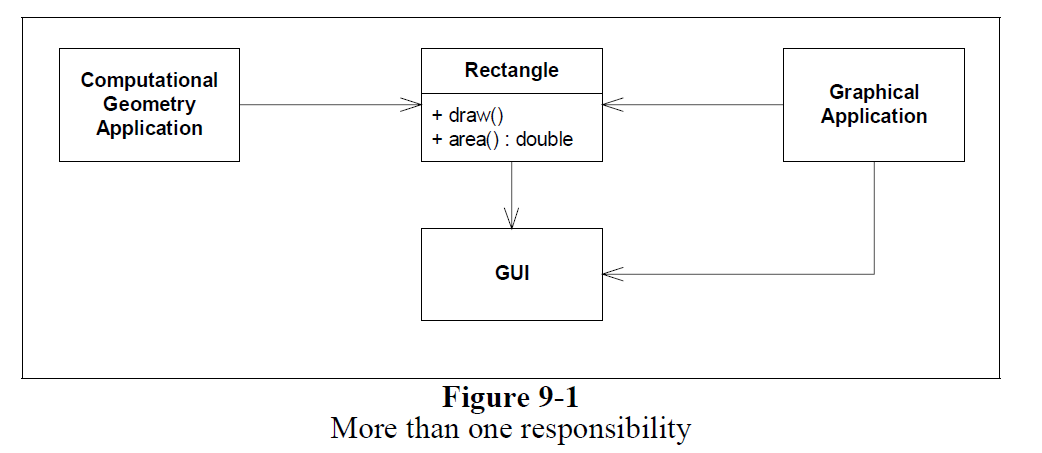 Computational
Geometry
Application
Rectangle
+ draw()
+ area() : double
Graphical
Application
GUI
Figure 9-1
More than one responsibility